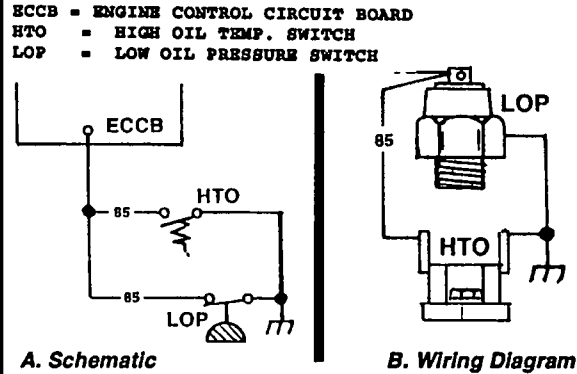 ECCB = ENGINE CONTROL CIRCUIT BOARD
HTO = HIGH OIL TEMP. SWITCH
LOP = LOW OIL PRESSURE SWITCH
ECCB
85
HTO
85
LOP
A. Schematic
LOP
85
HTO
B. Wiring Diagram